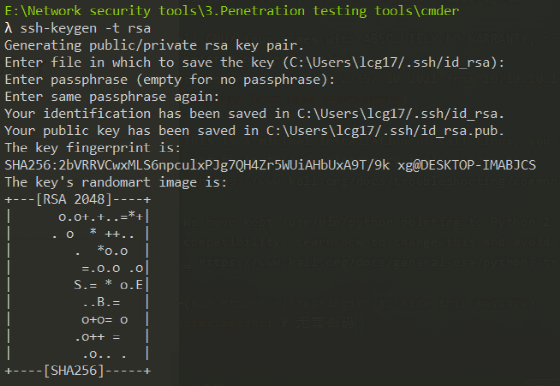 E:\Network security tools\3.Penetration testing tools\cmder
λ ssh-keygen -t rsa
Generating public/private rsa key pair.
Enter file in which to save the key (C:\Users\lcg17/.ssh/id_rsa):
Enter passphrase (empty for no passphrase):
Enter same passphrase again:
Your identification has been saved in C:\Users\lcg17/.ssh/id_rsa.
Your public key has been saved in C:\Users\lcg17/.ssh/id_rsa.pub.
The key fingerprint is:
SHA256:2bVRRVCwxMLS6npculxPJg7QH4Zr5WUiAHbUxA9T/9k xg@DESKTOP-IMABJCS
The key's randomart image is:
+---[RSA 2048]----+
|      o.o+.+..=*+|
|     . o  * ++.. |
|        .  *o.o  |
|         =.o.o .o|
|        S.= * o.E|
|         ..B.=   |
|         o+o= o  |
|        .o++ =   |
|         .o.. .  |
+----[SHA256]-----+